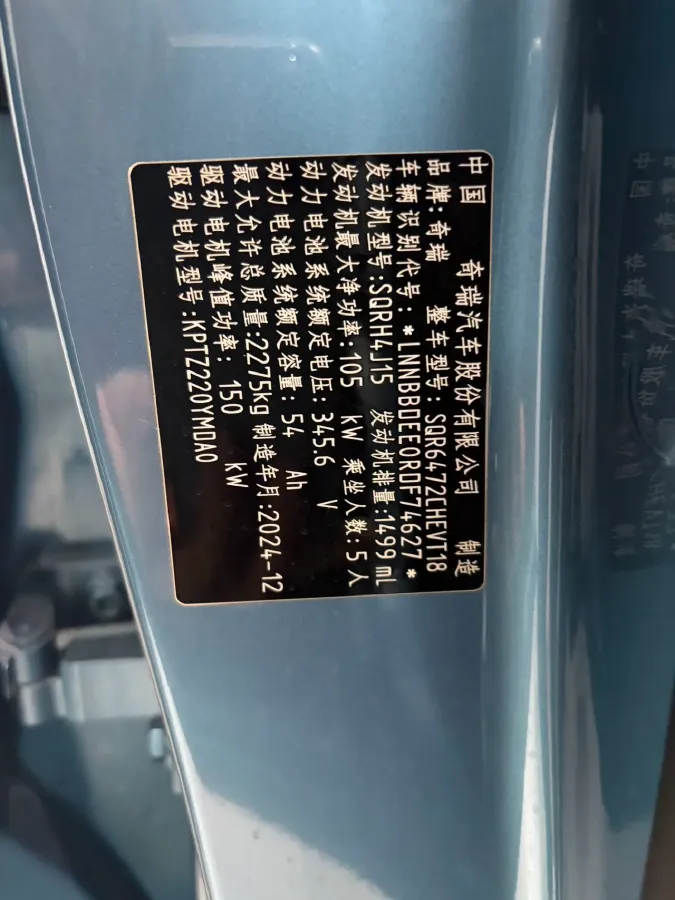 中国 奇瑞汽车股份有限公司 制造
品牌:奇瑞 整车型号: SQR6472CHEVT18
车辆识别代号: *LNNBBDEE0RDF74627*
发动机型号:SQRH4J15 发动机排量:1499 mL
发动机最大净功率:105 kW 乘坐人数:5人
动力电池系统额定电压:345.6 V
动力电池系统额定容量:54 Ah
最大允许总质量:2275kg 制造年月:2024-12
驱动电机峰值功率: 150 kW
驱动电机型号:KPTZ220YMDA0